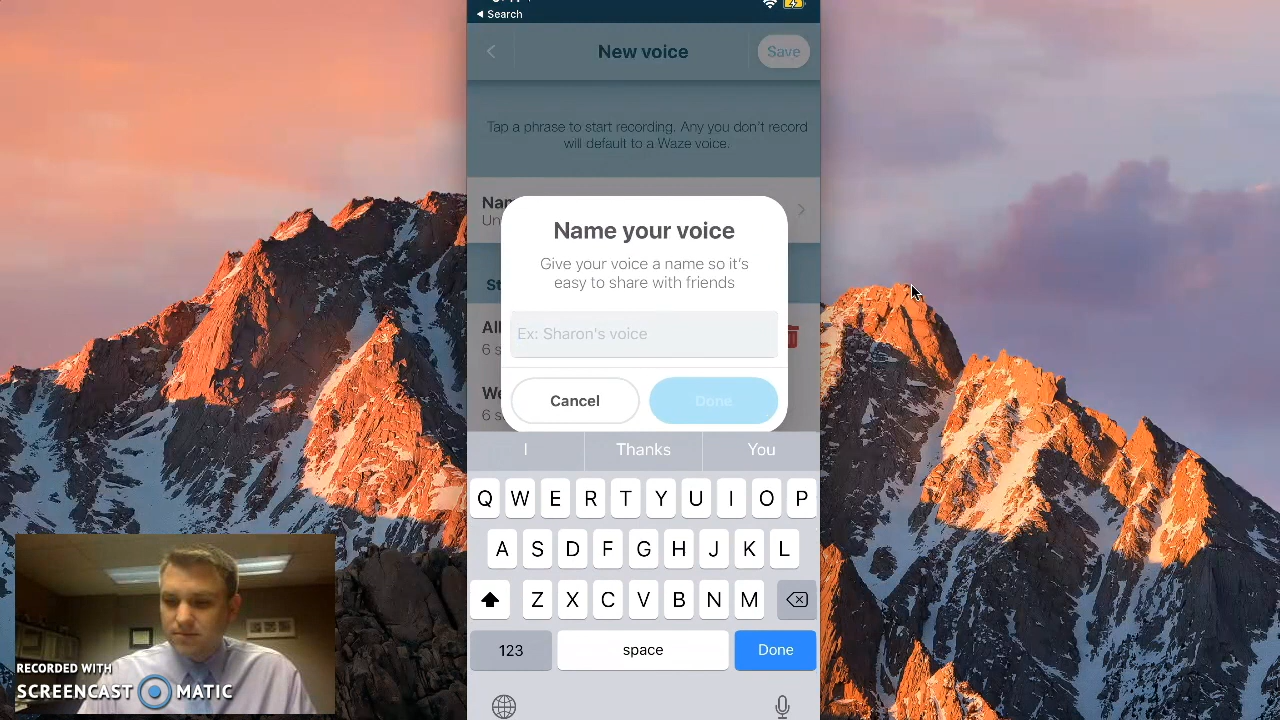 Search
New voice
Save
Tap a phrase to start recording. Any you don't record
will default to a Waze voice.
Name your voice
Give your voice a name so it's
easy to share with friends
Ex: Sharon's voice
Cancel
Done
I
Thanks
You
Q W E R T Y U I O P
A S D F G H J K L
Z X C V B N M
123
space
Done
RECORDED WITH
SCREENCAST MATIC